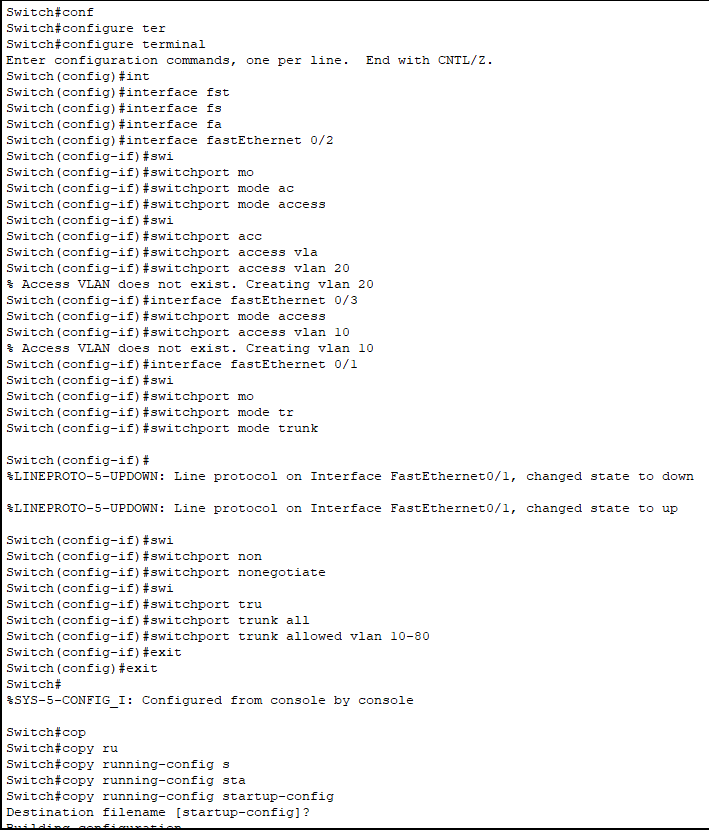 Switch#conf
Switch#configure ter
Switch#configure terminal
Enter configuration commands, one per line.  End with CNTL/Z.
Switch(config)#int
Switch(config)#interface fst
Switch(config)#interface fs
Switch(config)#interface fa
Switch(config)#interface fastEthernet 0/2
Switch(config-if)#swi
Switch(config-if)#switchport mo
Switch(config-if)#switchport mode ac
Switch(config-if)#switchport mode access
Switch(config-if)#swi
Switch(config-if)#switchport acc
Switch(config-if)#switchport access vla
Switch(config-if)#switchport access vlan 20
% Access VLAN does not exist. Creating vlan 20
Switch(config-if)#interface fastEthernet 0/3
Switch(config-if)#switchport mode access
Switch(config-if)#switchport access vlan 10
% Access VLAN does not exist. Creating vlan 10
Switch(config-if)#interface fastEthernet 0/1
Switch(config-if)#swi
Switch(config-if)#switchport mo
Switch(config-if)#switchport mode tr
Switch(config-if)#switchport mode trunk
Switch(config-if)#
%LINEPROTO-5-UPDOWN: Line protocol on Interface FastEthernet0/1, changed state to down
%LINEPROTO-5-UPDOWN: Line protocol on Interface FastEthernet0/1, changed state to up
Switch(config-if)#swi
Switch(config-if)#switchport non
Switch(config-if)#switchport nonegotiate
Switch(config-if)#swi
Switch(config-if)#switchport tru
Switch(config-if)#switchport trunk all
Switch(config-if)#switchport trunk allowed vlan 10-80
Switch(config-if)#exit
Switch(config)#exit
Switch#
%SYS-5-CONFIG_I: Configured from console by console
Switch#cop
Switch#copy ru
Switch#copy running-config s
Switch#copy running-config sta
Switch#copy running-config startup-config
Destination filename [startup-config]?
Building configuration